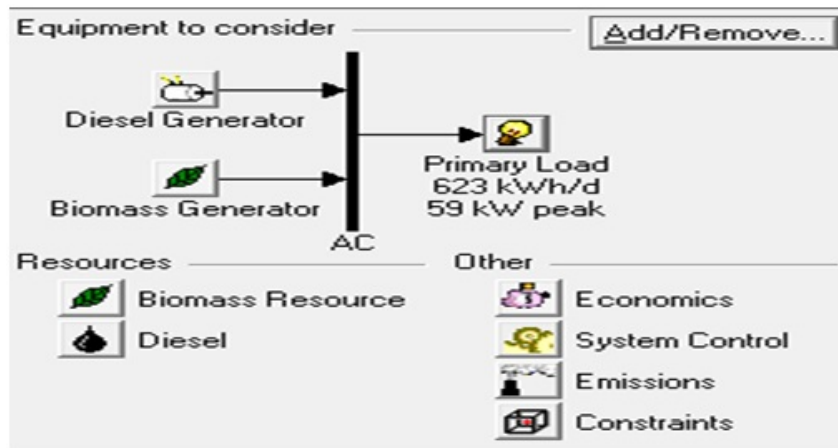 Equipment to consider
Add/Remove...
Diesel Generator
Primary Load
623 kWh/d
59 kW peak
Biomass Generator
AC
Resources
Other
Biomass Resource
Economics
Diesel
System Control
Emissions
Constraints